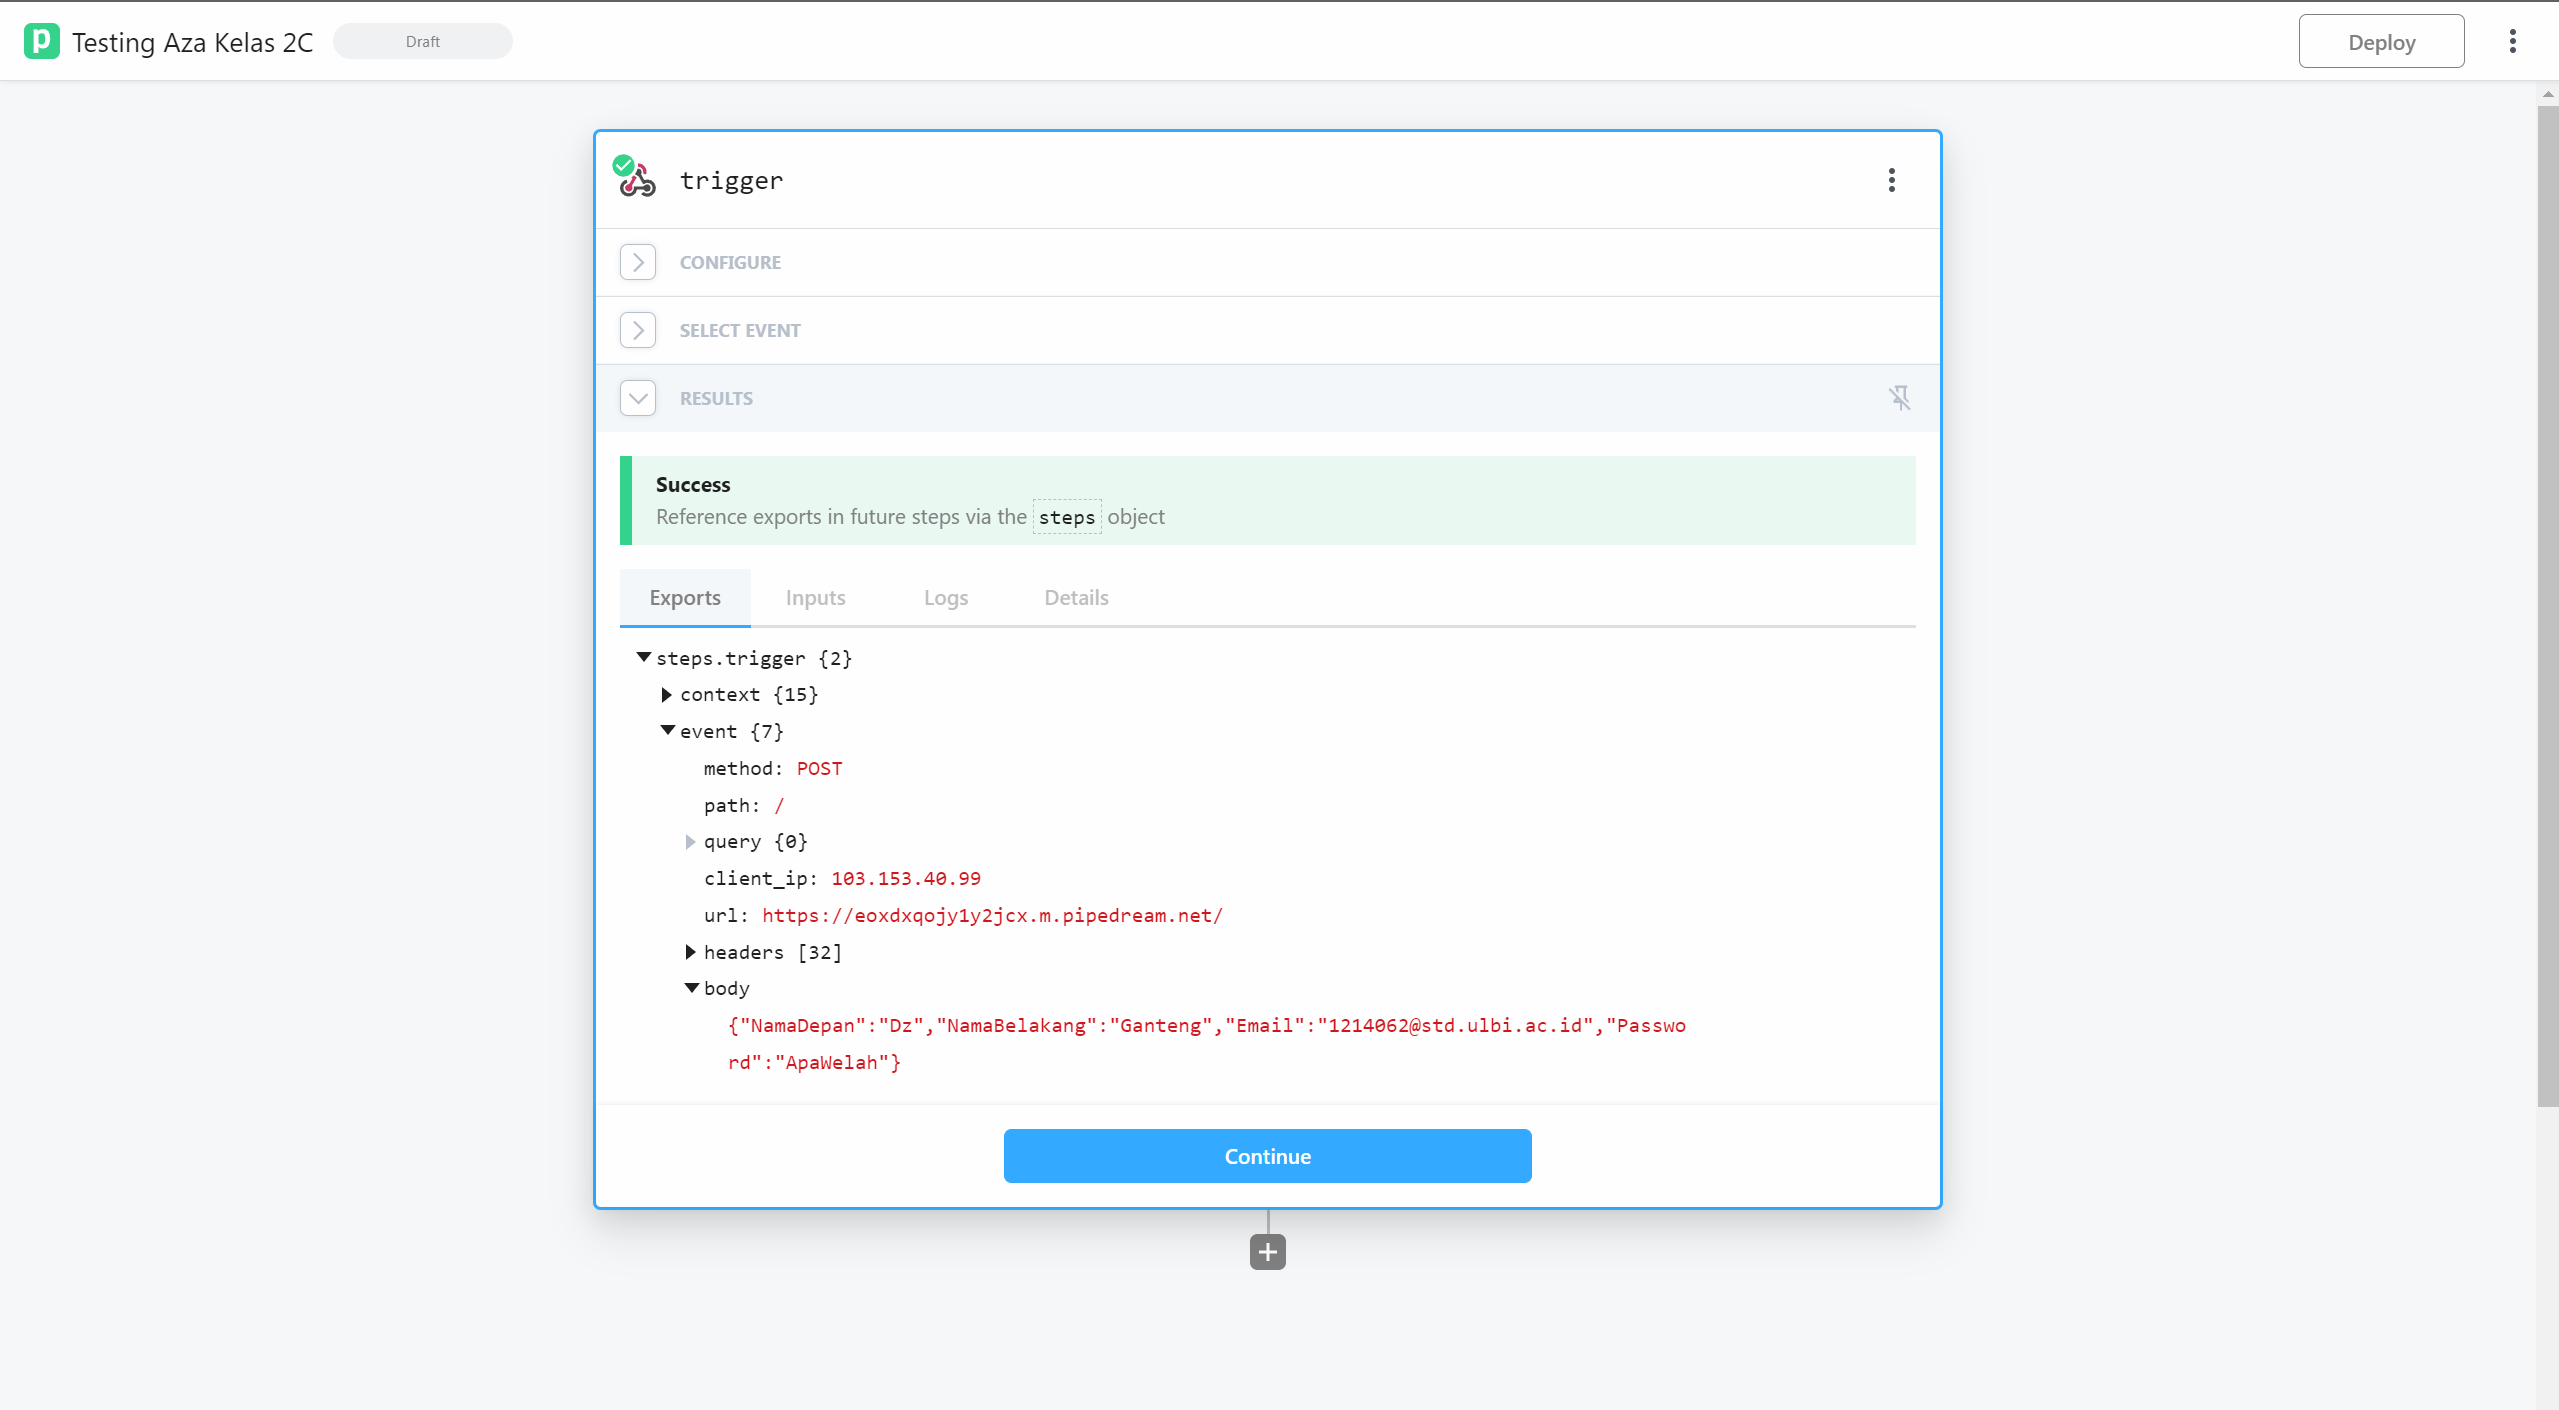 p Testing Aza Kelas 2C Draft Deploy
trigger
CONFIGURE
SELECT EVENT
RESULTS
Success
Reference exports in future steps via the steps object
Exports Inputs Logs Details
steps.trigger {2}
context {15}
event {7}
method: POST
path: /
query {0}
client_ip: 103.153.40.99
url: https://eoxdxqojy1y2jcx.m.pipedream.net/
headers [32]
body
{"NamaDepan":"Dz","NamaBelakang":"Ganteng","Email":"1214062@std.ulbi.ac.id","Passwo
rd":"ApaWelah"}
Continue